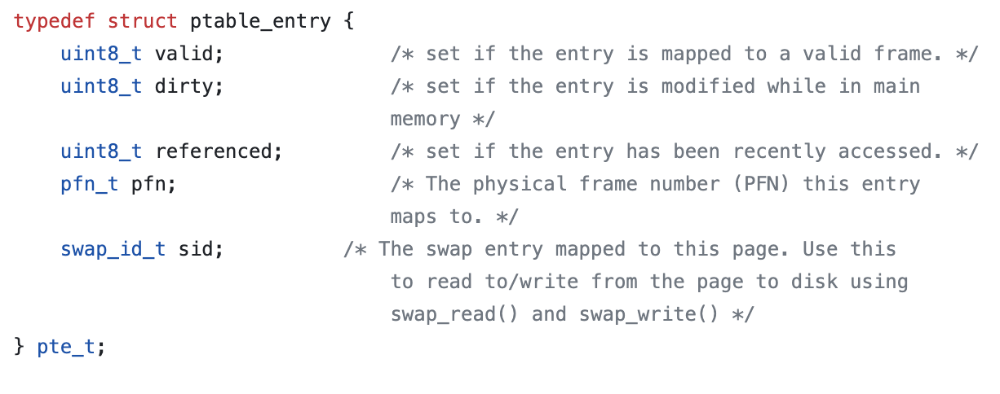 typedef struct ptable_entry {
    uint8_t valid;              /* set if the entry is mapped to a valid frame. */
    uint8_t dirty;              /* set if the entry is modified while in main
                                memory */
    uint8_t referenced;         /* set if the entry has been recently accessed. */
    pfn_t pfn;                  /* The physical frame number (PFN) this entry
                                maps to. */
    swap_id_t sid;          /* The swap entry mapped to this page. Use this
                                to read to/write from the page to disk using
                                swap_read() and swap_write() */
} pte_t;